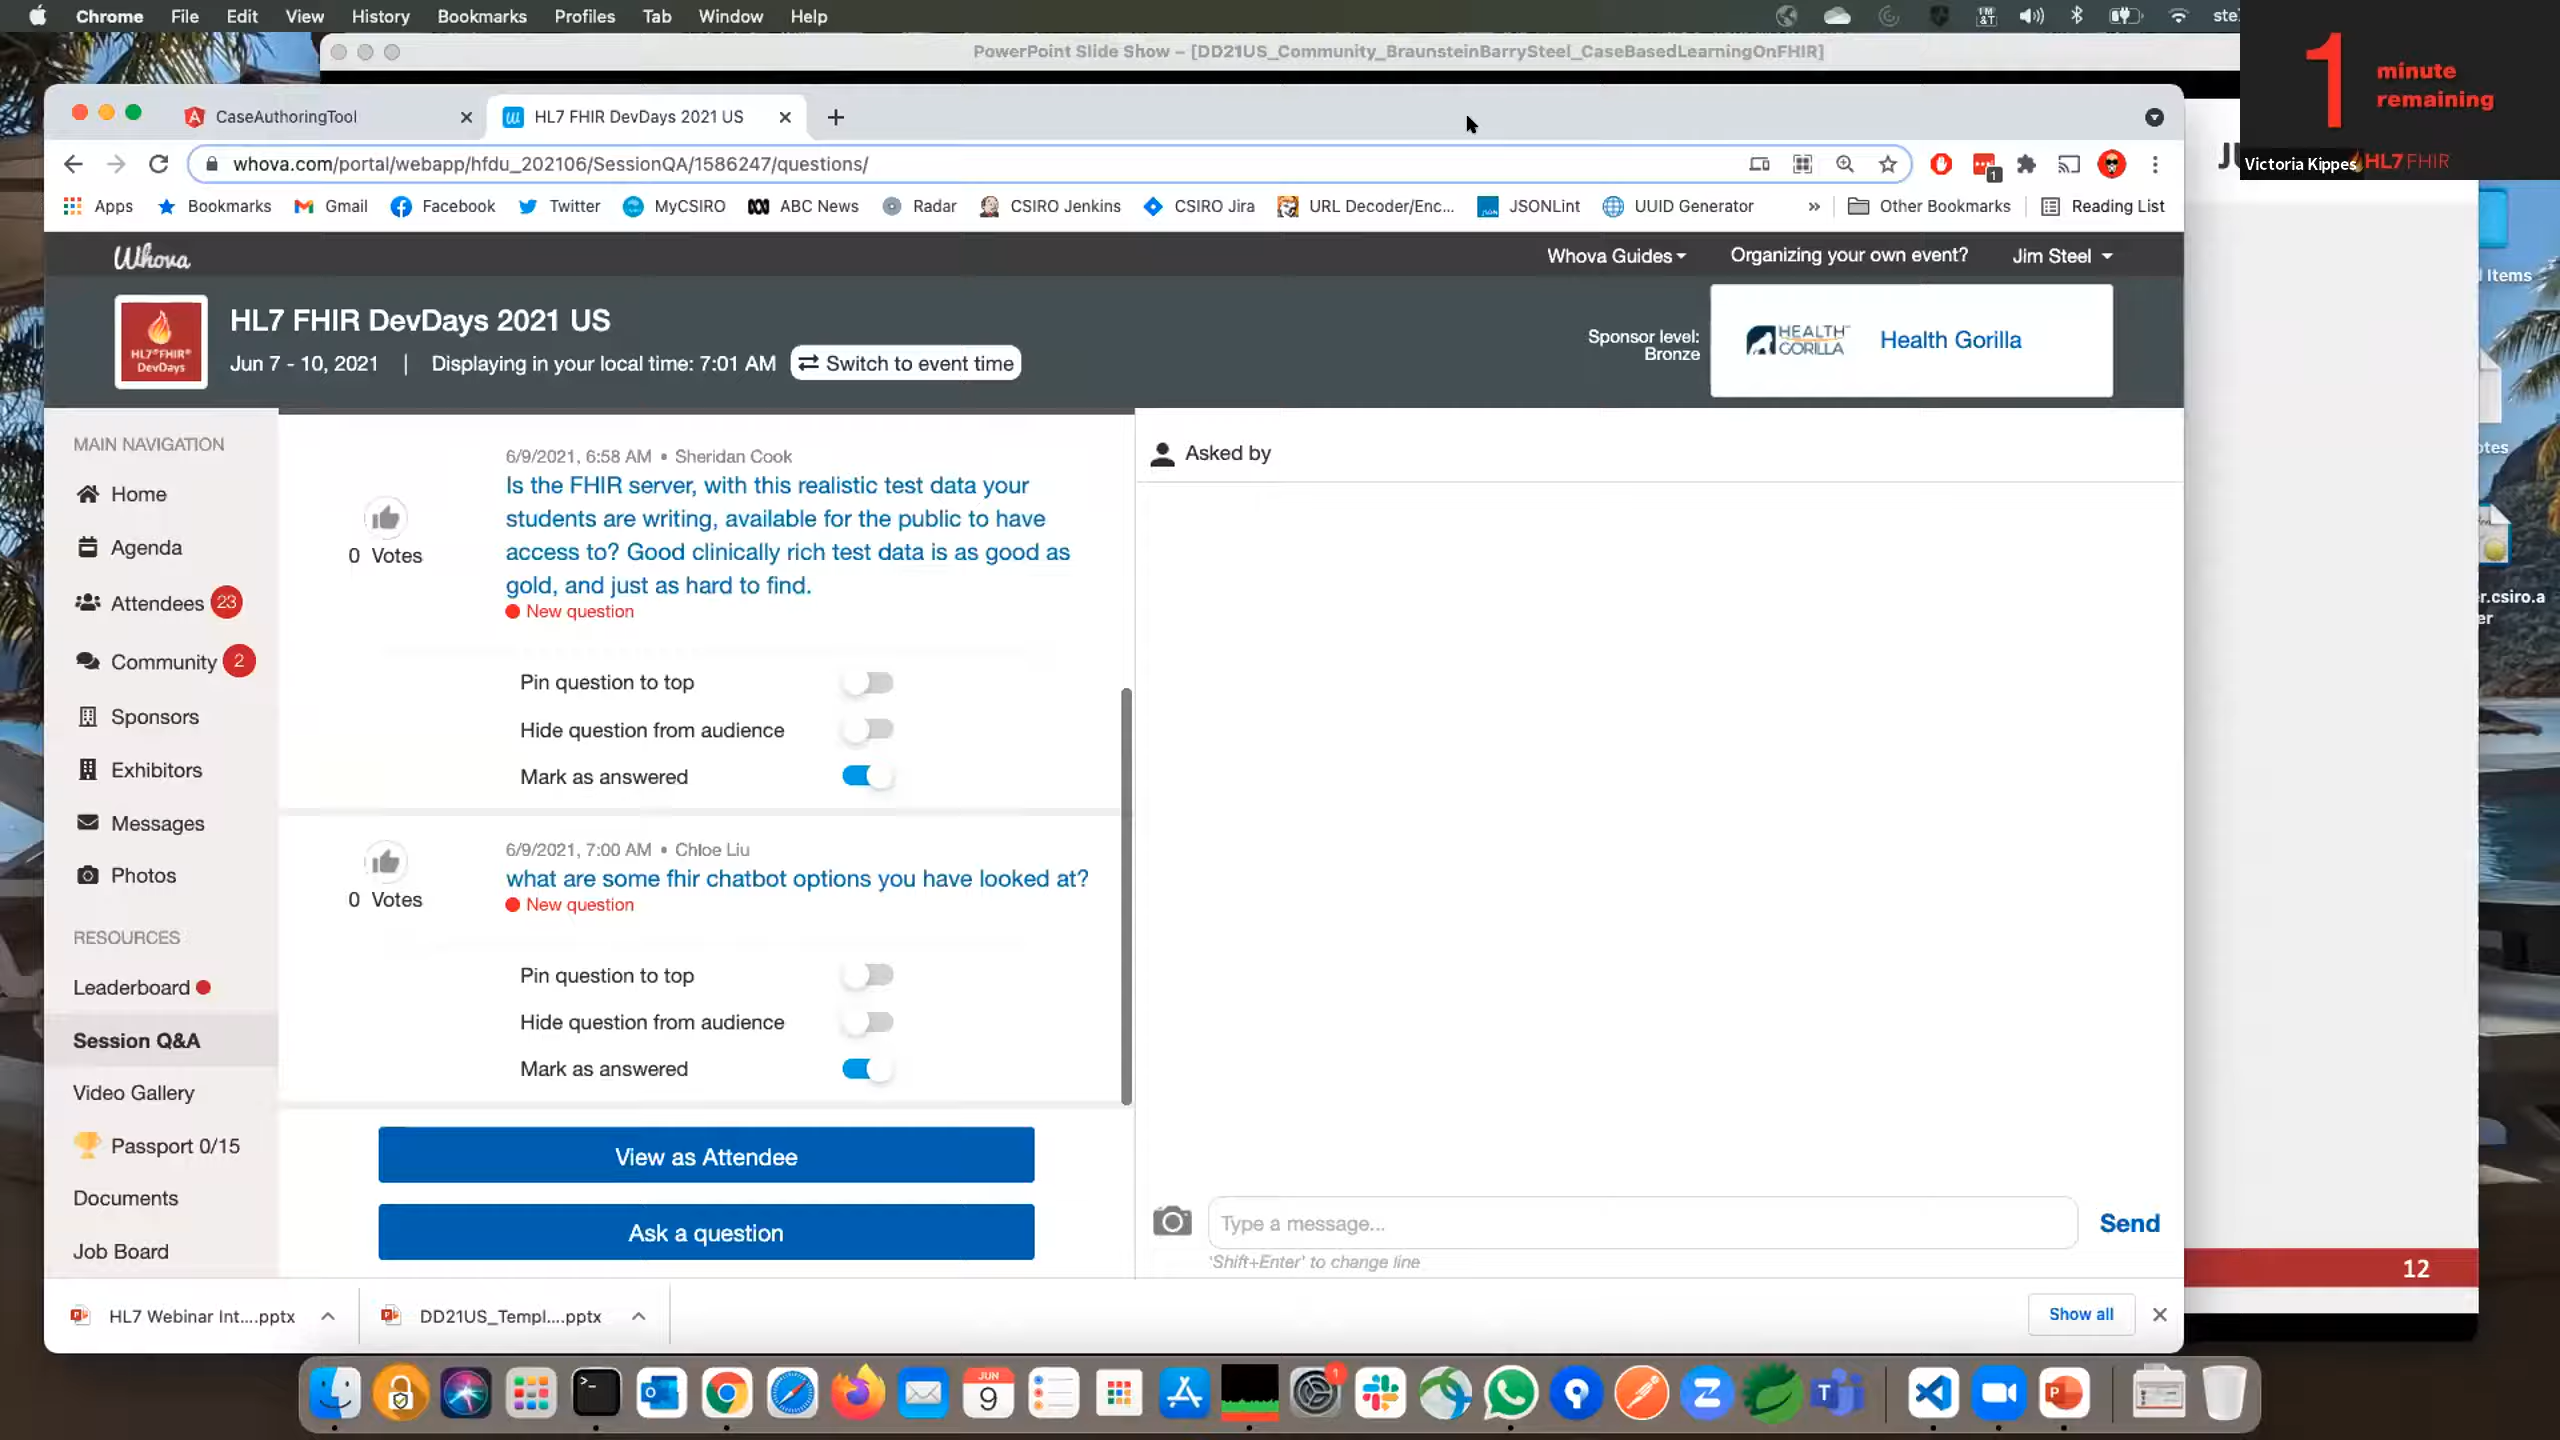 Chrome File Edit View History Bookmarks Profiles Tab Window Help
PowerPoint Slide Show – [DD21US_Community_BraunsteinBarrySteel_CaseBasedLearningOnFHIR]
1 minute
remaining
Victoria Kippes
HL7 FHIR
CaseAuthoringTool
HL7 FHIR DevDays 2021 US
whova.com/portal/webapp/hfdu_202106/SessionQA/1586247/questions/
1
Apps Bookmarks Gmail Facebook Twitter MyCSIRO ABC News Radar CSIRO Jenkins CSIRO Jira URL Decoder/Enc... JSONLint UUID Generator » Other Bookmarks Reading List
Whova
Whova Guides Organizing your own event? Jim Steel
HL7 FHIR DevDays
HL7 FHIR DevDays 2021 US
Jun 7 - 10, 2021 | Displaying in your local time: 7:01 AM Switch to event time
Sponsor level:
Bronze
HEALTH
GORILLA
Health Gorilla
MAIN NAVIGATION
Home
Agenda
Attendees 23
Community 2
Sponsors
Exhibitors
Messages
Photos
RESOURCES
Leaderboard
Session Q&A
Video Gallery
Passport 0/15
Documents
Job Board
6/9/2021, 6:58 AM • Sheridan Cook
Is the FHIR server, with this realistic test data your
students are writing, available for the public to have
access to? Good clinically rich test data is as good as
gold, and just as hard to find.
New question
0 Votes
Pin question to top
Hide question from audience
Mark as answered
6/9/2021, 7:00 AM • Chloe Liu
what are some fhir chatbot options you have looked at?
New question
0 Votes
Pin question to top
Hide question from audience
Mark as answered
View as Attendee
Ask a question
Asked by
Type a message...
Send
'Shift+Enter' to change line
HL7 Webinar Int....pptx
DD21US_Templ....pptx
Show all
Items
r.csiro.a
12
JUN
9
1